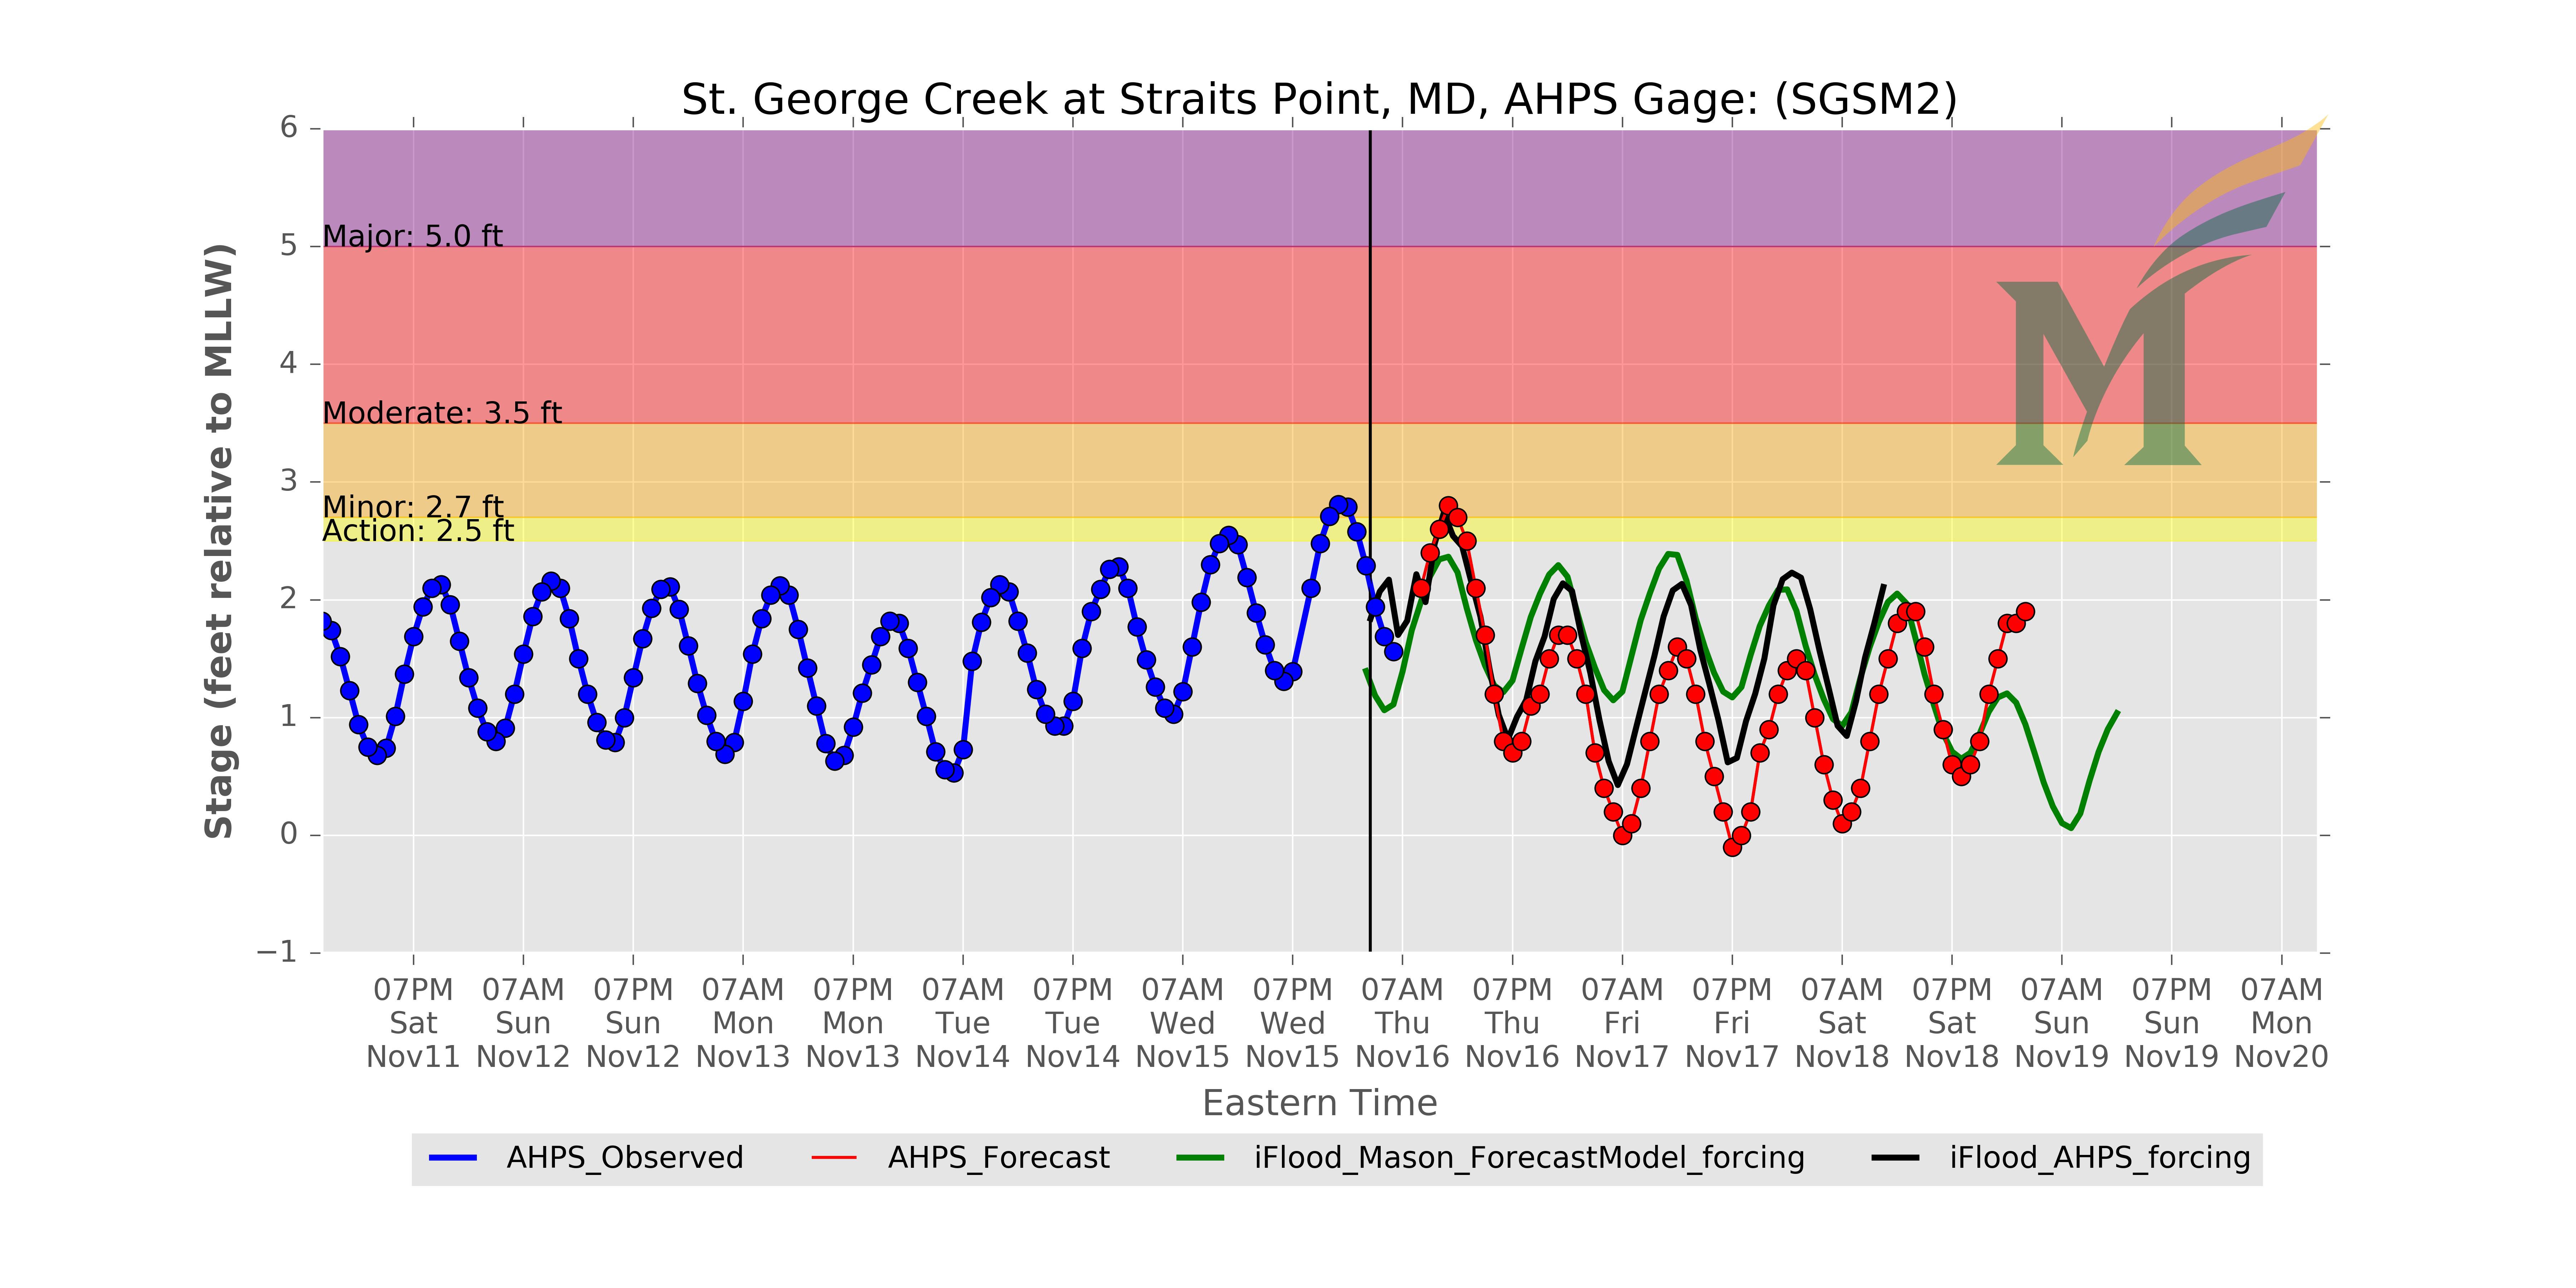 St. George Creek at Straits Point, MD, AHPS Gage: (SGSM2)
Stage (feet relative to MLLW)
6
5
4
3
2
1
0
−1
Major: 5.0 ft
Moderate: 3.5 ft
Minor: 2.7 ft
Action: 2.5 ft
07PM 07AM 07PM 07AM 07PM 07AM 07PM 07AM 07PM 07AM 07PM 07AM 07PM 07AM 07PM 07AM 07PM 07AM
Sat Sun Sun Mon Mon Tue Tue Wed Wed Thu Thu Fri Fri Sat Sat Sun Sun Mon
Nov11 Nov12 Nov12 Nov13 Nov13 Nov14 Nov14 Nov15 Nov15 Nov16 Nov16 Nov17 Nov17 Nov18 Nov18 Nov19 Nov19 Nov20
Eastern Time
AHPS_Observed AHPS_Forecast iFlood_Mason_ForecastModel_forcing iFlood_AHPS_forcing
M